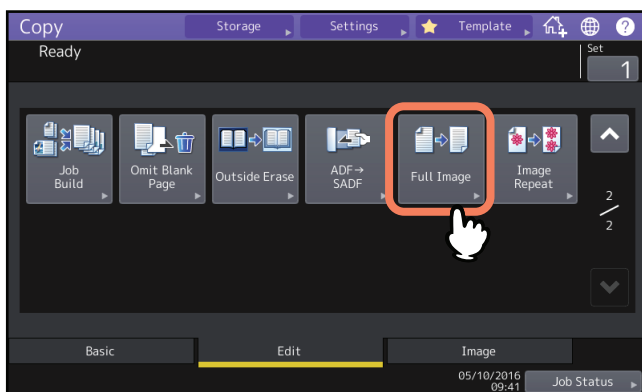 Copy
Storage
Settings
Template
?
Ready
Set
1
Job
Build
Omit Blank
Page
Outside Erase
ADF→
SADF
Full Image
Image
Repeat
2
2
Basic
Edit
Image
05/10/2016
09:41
Job Status